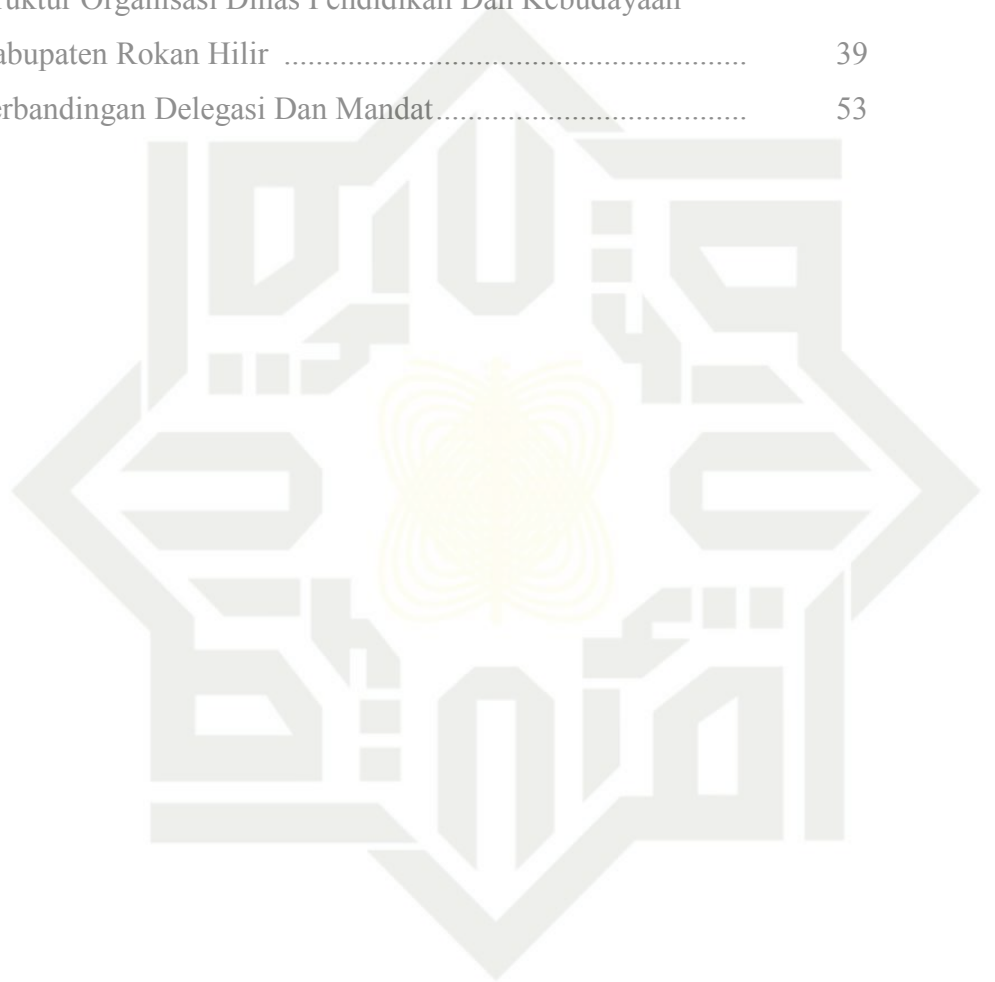 ruktur Organisasi Dinas Pendidikan Dan Kebudayaan
abupaten Rokan Hilir ............................................................ 39
erbandingan Delegasi Dan Mandat........................................ 53